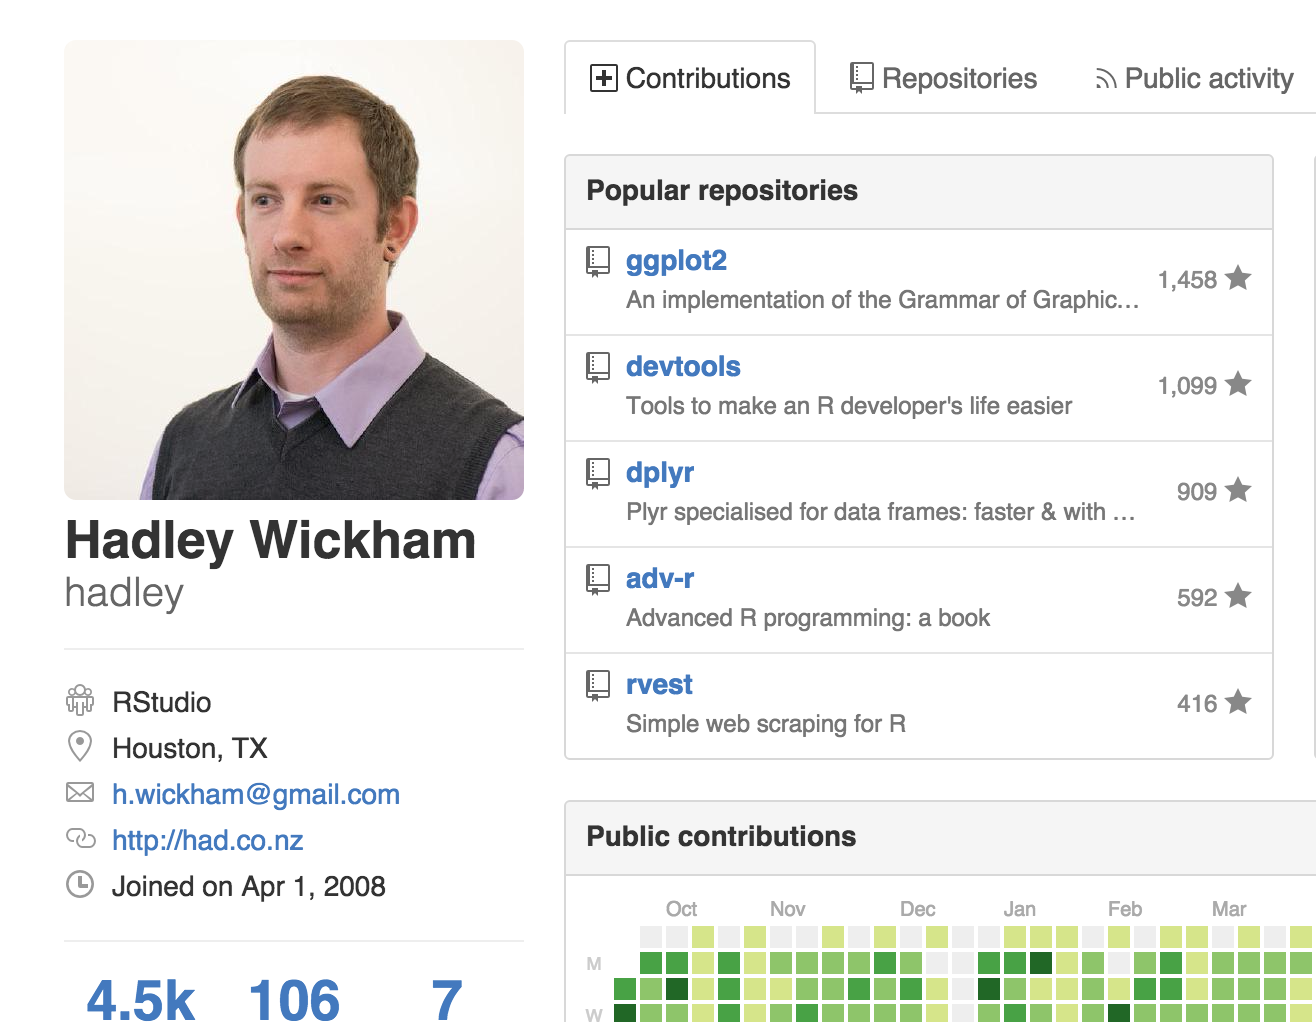 Contributions
Repositories
Public activity
Hadley Wickham
hadley
RStudio
Houston, TX
h.wickham@gmail.com
http://had.co.nz
Joined on Apr 1, 2008
4.5k 106 7
Popular repositories
ggplot2
An implementation of the Grammar of Graphic…
1,458
devtools
Tools to make an R developer's life easier
1,099
dplyr
Plyr specialised for data frames: faster & with …
909
adv-r
Advanced R programming: a book
592
rvest
Simple web scraping for R
416
Public contributions
Oct Nov Dec Jan Feb Mar
M
W